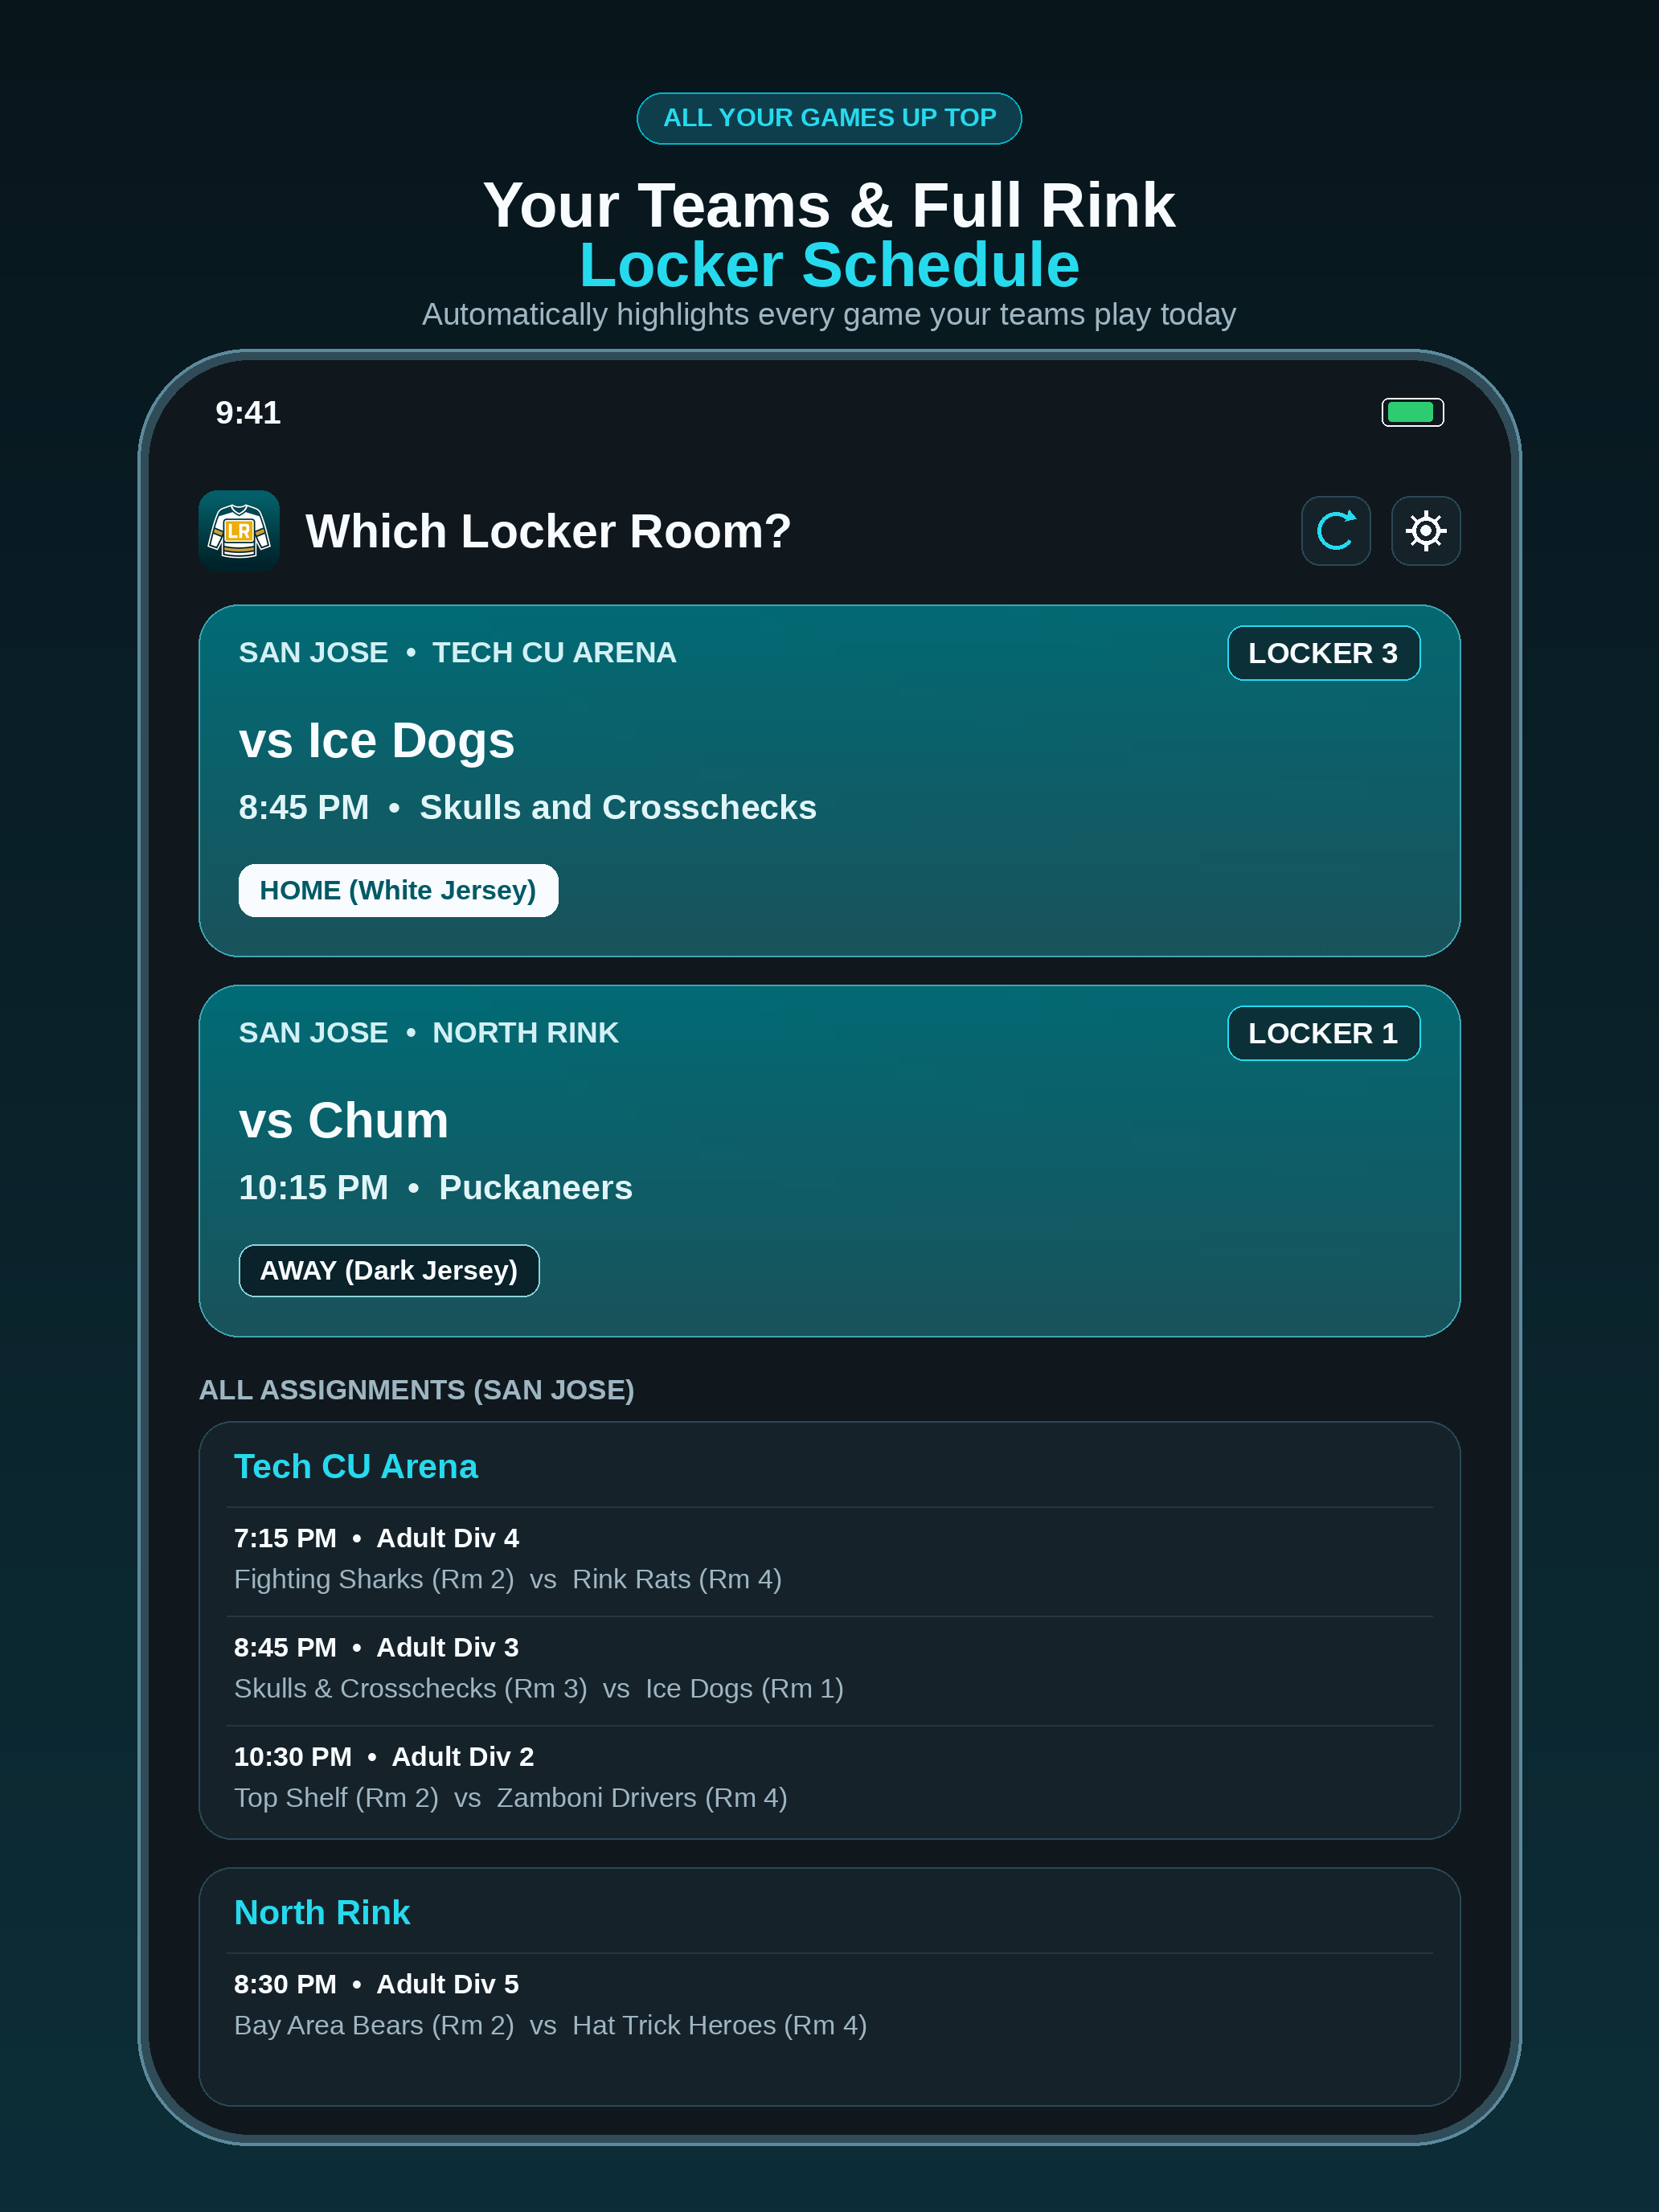 ALL YOUR GAMES UP TOP
Your Teams & Full Rink
Locker Schedule
Automatically highlights every game your teams play today
9:41
LR
Which Locker Room?
SAN JOSE • TECH CU ARENA
LOCKER 3
vs Ice Dogs
8:45 PM • Skulls and Crosschecks
HOME (White Jersey)
SAN JOSE • NORTH RINK
LOCKER 1
vs Chum
10:15 PM • Puckaneers
AWAY (Dark Jersey)
ALL ASSIGNMENTS (SAN JOSE)
Tech CU Arena
7:15 PM • Adult Div 4
Fighting Sharks (Rm 2) vs Rink Rats (Rm 4)
8:45 PM • Adult Div 3
Skulls & Crosschecks (Rm 3) vs Ice Dogs (Rm 1)
10:30 PM • Adult Div 2
Top Shelf (Rm 2) vs Zamboni Drivers (Rm 4)
North Rink
8:30 PM • Adult Div 5
Bay Area Bears (Rm 2) vs Hat Trick Heroes (Rm 4)